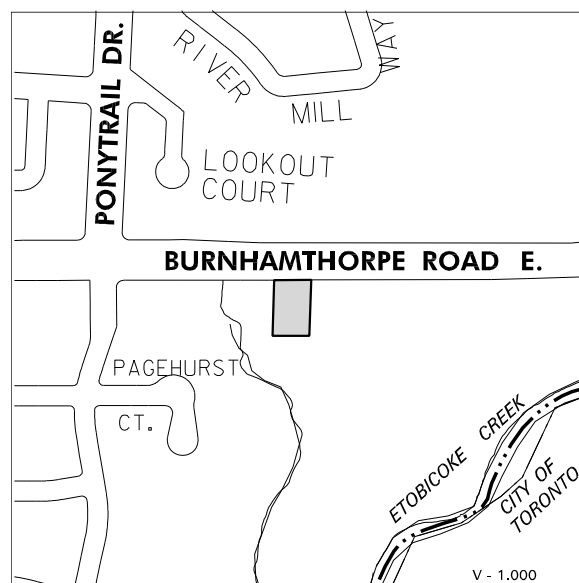 RIVER
MILL
WAY
PONYTRAIL DR.
LOOKOUT
COURT
BURNHAMTHORPE ROAD E.
PAGEHURST
CT.
ETOBICOKE CREEK
CITY OF
TORONTO
V - 1.000